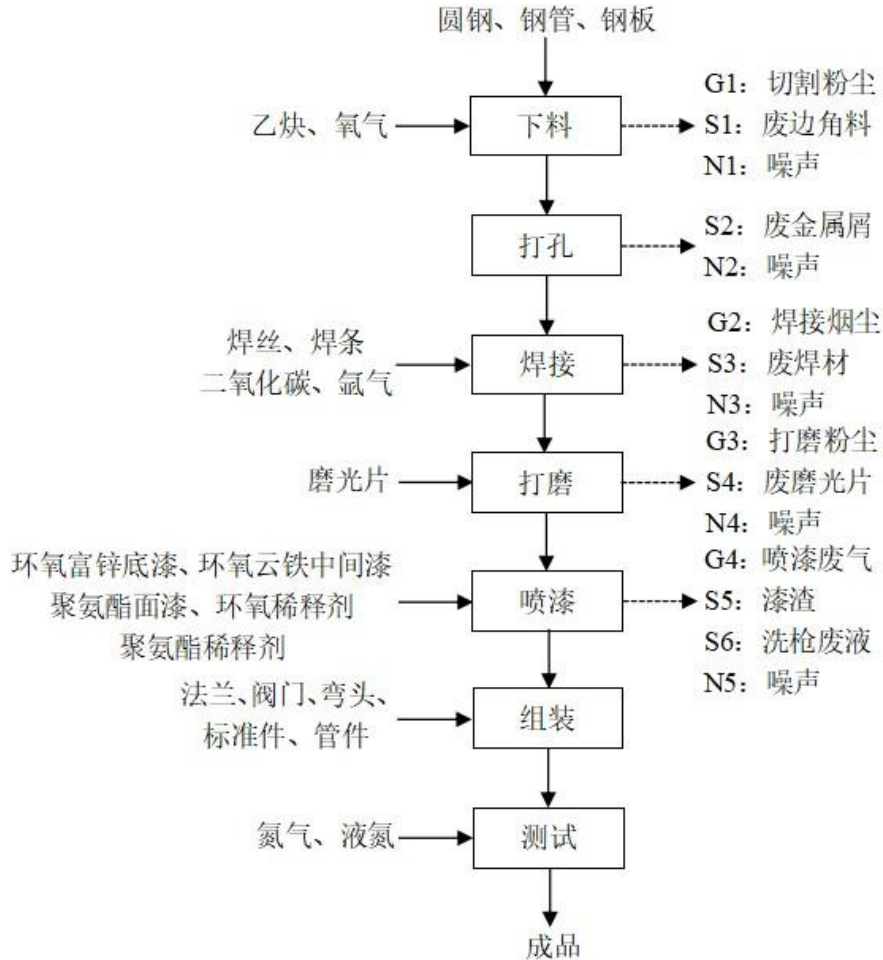 圆钢、钢管、钢板
乙炔、氧气
下料
G1：切割粉尘
S1：废边角料
N1：噪声
打孔
S2：废金属屑
N2：噪声
焊丝、焊条
二氧化碳、氩气
焊接
G2：焊接烟尘
S3：废焊材
N3：噪声
磨光片
打磨
G3：打磨粉尘
S4：废磨光片
N4：噪声
环氧富锌底漆、环氧云铁中间漆
聚氨酯面漆、环氧稀释剂
聚氨酯稀释剂
喷漆
G4：喷漆废气
S5：漆渣
S6：洗枪废液
N5：噪声
法兰、阀门、弯头、
标准件、管件
组装
氮气、液氮
测试
成品